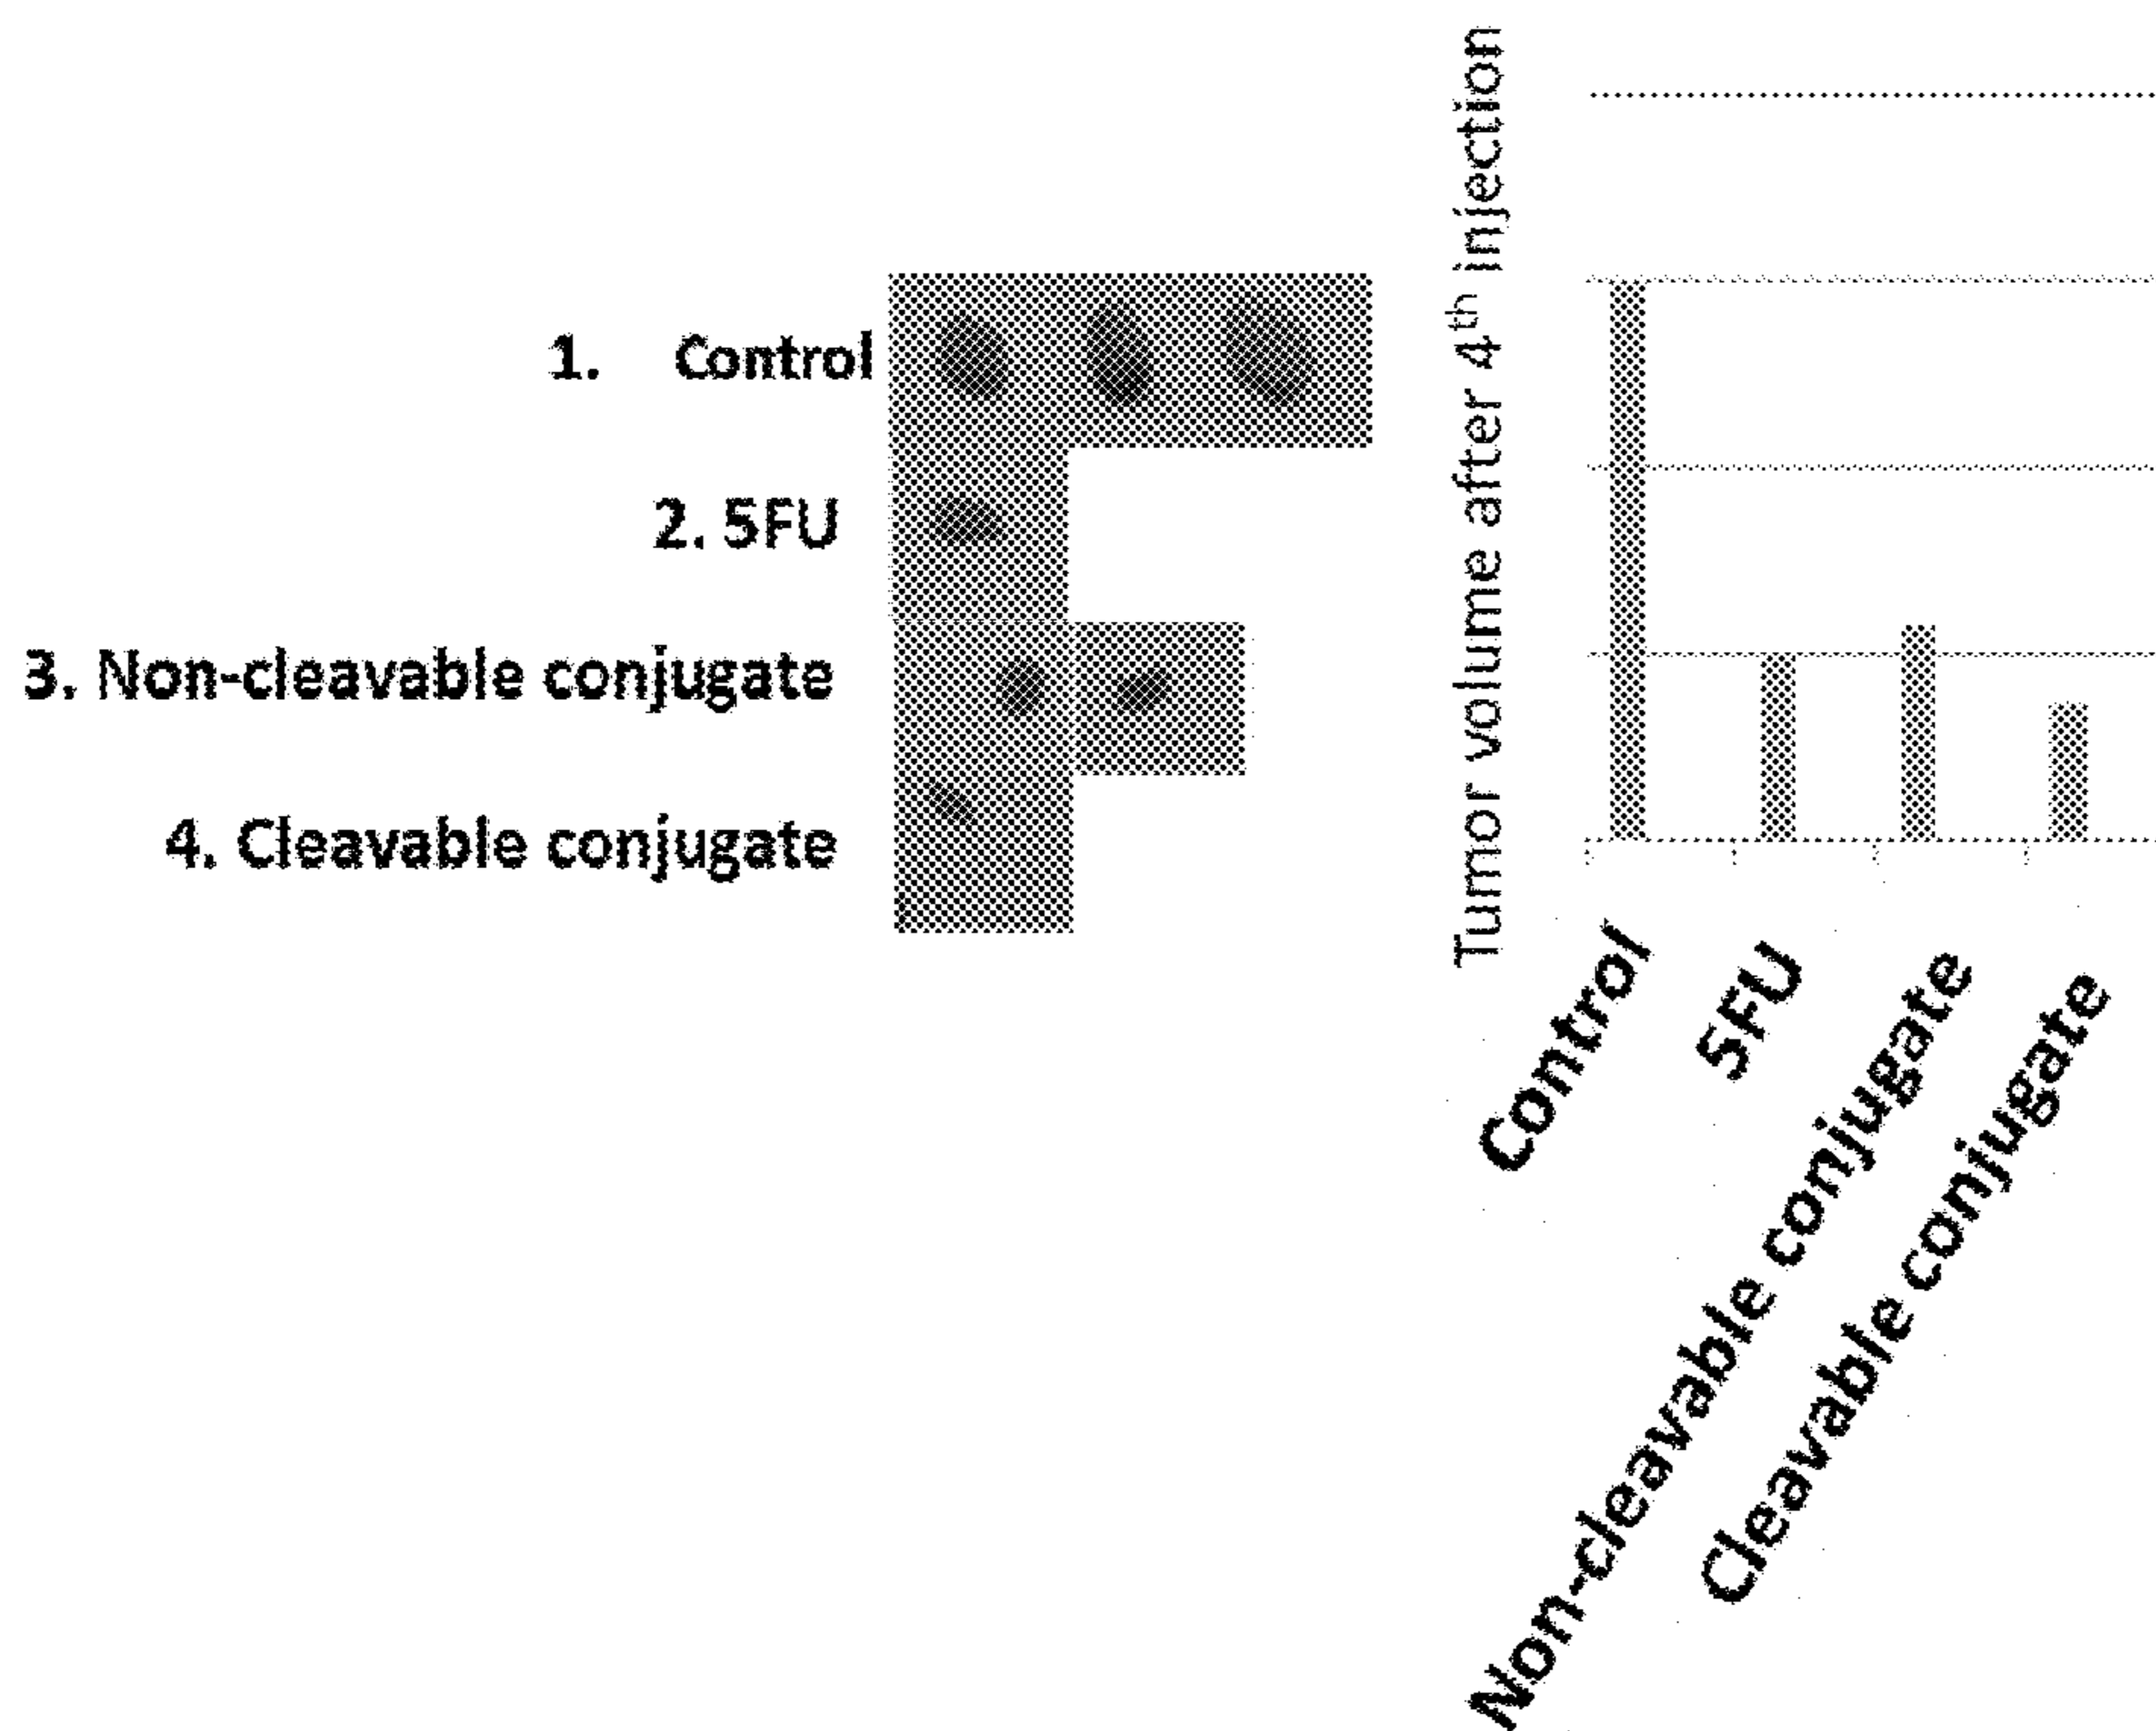 1. Control
2. 5FU
3. Non-cleavable conjugate
4. Cleavable conjugate
Tumor volume after 4th injection
Control
5FU
Non-cleavable conjugate
Cleavable conjugate